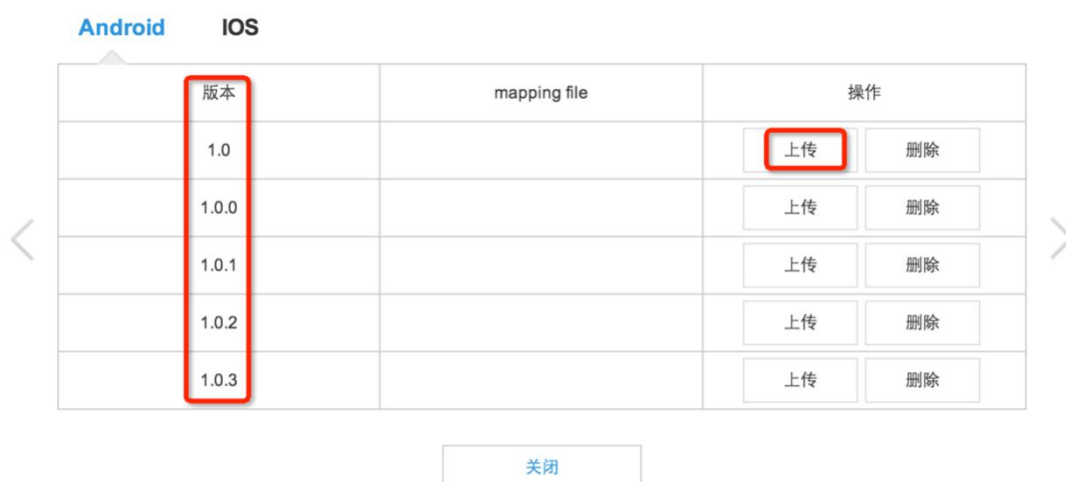 Android IOS
版本 mapping file 操作
1.0 上传 删除
1.0.0 上传 删除
1.0.1 上传 删除
1.0.2 上传 删除
1.0.3 上传 删除
关闭